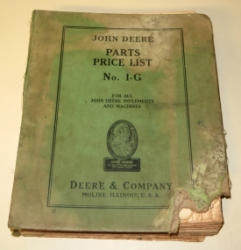 JOHN DEERE
PARTS
PRICE LIST
No. 1-G
FOR ALL
JOHN DEERE IMPLEMENTS
AND MACHINES
DEERE & COMPANY
MOLINE, ILLINOIS, U. S. A.